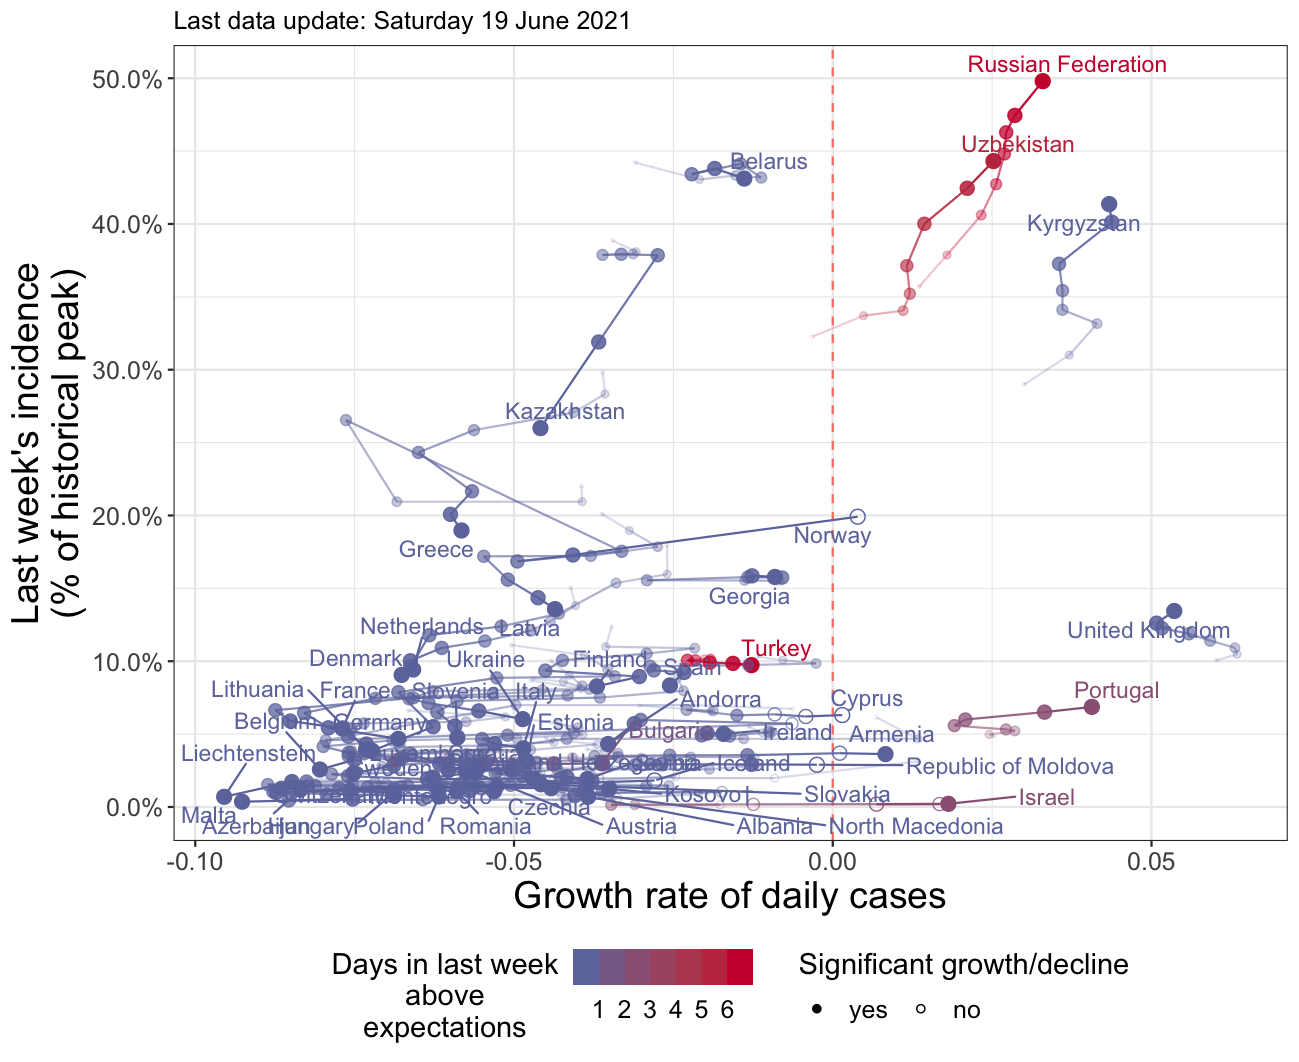 Last data update: Saturday 19 June 2021
Last week's incidence
(% of historical peak)
50.0%
40.0%
30.0%
20.0%
10.0%
0.0%
Russian Federation
Uzbekistan
Belarus
Kyrgyzstan
Kazakhstan
Norway
Greece
Georgia
Netherlands
Latvia
United Kingdom
Turkey
Denmark
Ukraine
Finland
Spain
Lithuania
France
Slovenia
Italy
Andorra
Cyprus
Portugal
Belgium
Germany
Estonia
Bulgaria
Ireland
Armenia
Liechtenstein
Luxembourg
Sweden
Serbia
Iceland
Republic of Moldova
Switzerland
Montenegro
Kosovo
Slovakia
Israel
Malta
Czechia
Azerbaijan
Hungary
Poland
Romania
Austria
Albania
North Macedonia
-0.10
-0.05
0.00
0.05
Growth rate of daily cases
Days in last week
above
expectations
1 2 3 4 5 6
Significant growth/decline
yes
no